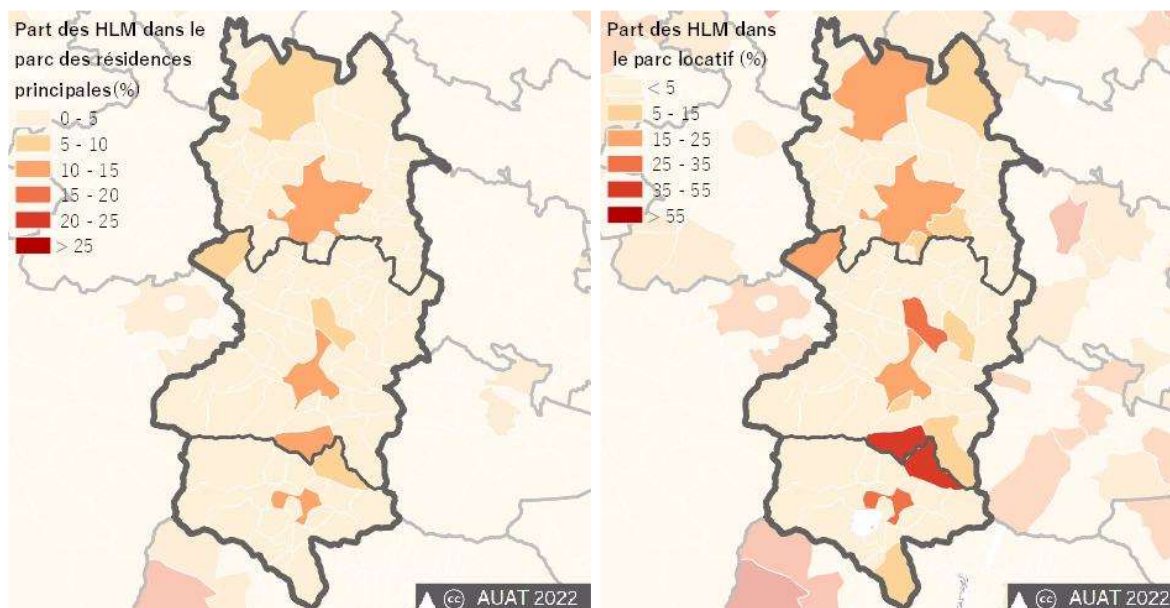 Part des HLM dans le
parc des résidences
principales(%)
0 - 5
5 - 10
10 - 15
15 - 20
20 - 25
> 25
cc AUAT 2022
Part des HLM dans
le parc locatif (%)
< 5
5 - 15
15 - 25
25 - 35
35 - 55
> 55
cc AUAT 2022